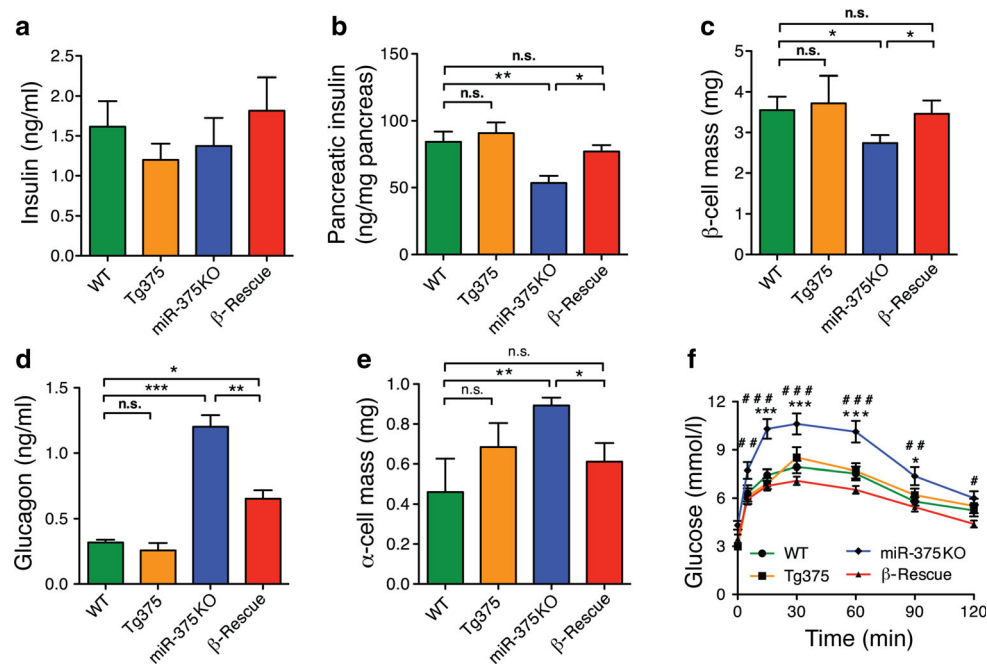 a
Insulin (ng/ml)
2.5
2.0
1.5
1.0
0.5
0.0
WT
Tg375
miR-375KO
β-Rescue
b
Pancreatic insulin
(ng/mg pancreas)
150
100
50
0
n.s.
**
*
n.s.
WT
Tg375
miR-375KO
β-Rescue
c
β-cell mass (mg)
6
4
2
0
n.s.
*
*
n.s.
WT
Tg375
miR-375KO
β-Rescue
d
Glucagon (ng/ml)
1.5
1.0
0.5
0.0
*
***
**
n.s.
WT
Tg375
miR-375KO
β-Rescue
e
α-cell mass (mg)
1.0
0.8
0.6
0.4
0.2
0.0
n.s.
**
*
n.s.
WT
Tg375
miR-375KO
β-Rescue
f
Glucose (mmol/l)
12
9
6
3
0
# #
# # #
***
# # #
***
# # #
***
# #
*
#
WT
miR-375KO
Tg375
β-Rescue
0
30
60
90
120
Time (min)